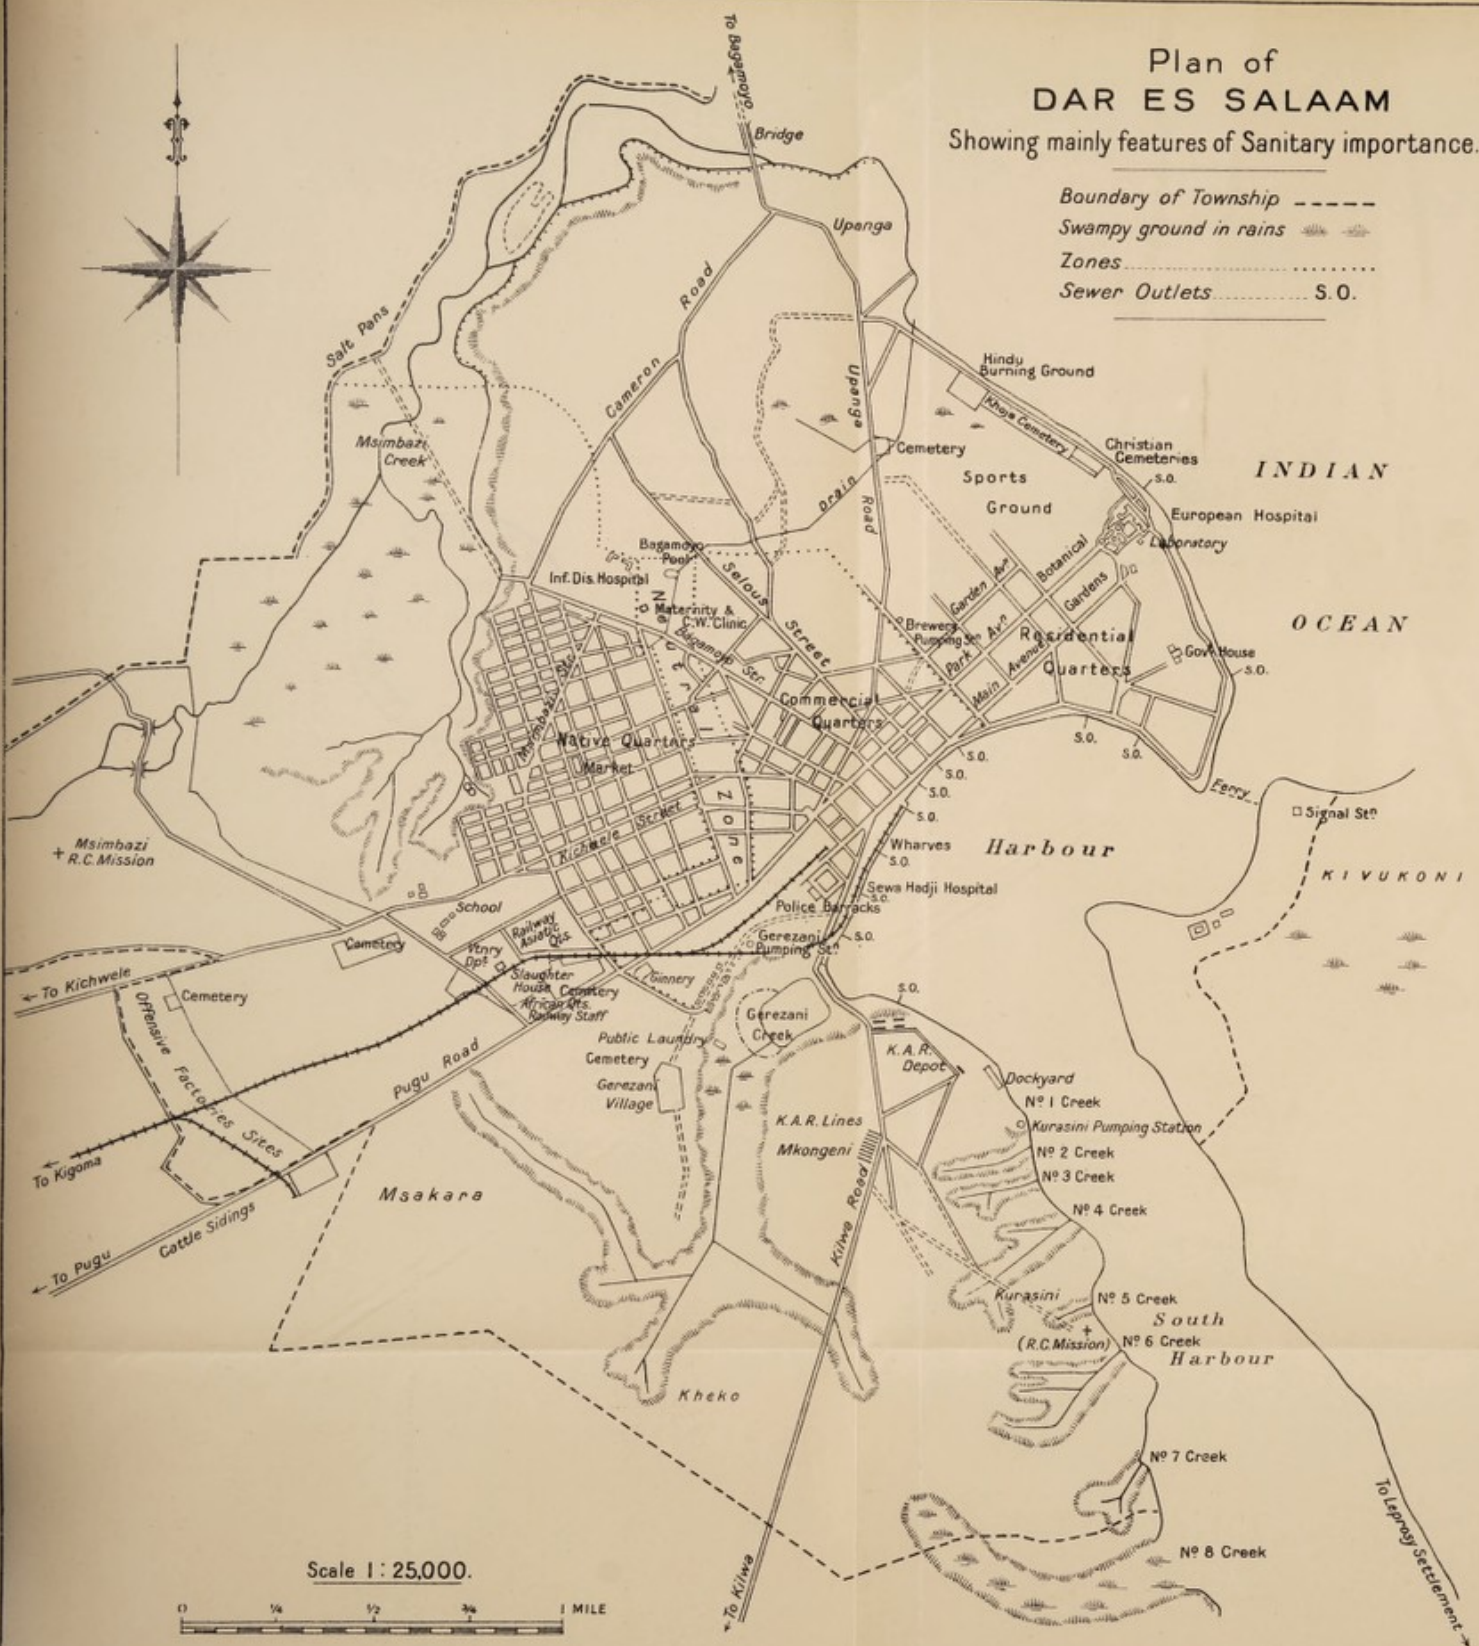 Plan of
DAR ES SALAAM
Showing mainly features of Sanitary importance.
Boundary of Township
Swampy ground in rains
Zones
Sewer Outlets S.O.
To Bagamoyo
Bridge
Upanga
Cameron Road
Salt Pans
Msimbazi
Creek
Upanga Road
Hindu
Burning Ground
Khoja Cemetery
Christian
Cemeteries
S.O.
Cemetery
Sports
Ground
Drain
INDIAN
OCEAN
European Hospital
Laboratory
Botanical
Gardens
Garden Avn
Park Avn
Main Avenue
Residential
Quarters
Govt House
S.O.
Bagamoyo
Pool
Inf. Dis. Hospital
Selous Street
Maternity &
C.W. Clinic
Bagamoyo Str.
Brewery
Pumping Stn
Commercial
Quarters
Neutral
Zone
Msimbazi Str.
Native Quarters
Market
Kichwele Street
S.O.
S.O.
S.O.
S.O.
S.O.
S.O.
Ferry
Signal Stn
Harbour
KIVUKONI
Wharves
S.O.
Sewa Hadji Hospital
S.O.
Police Barracks
Gerezani
Pumping Stn
S.O.
S.O.
Msimbazi
R.C. Mission
School
Cemetery
Railway
Asiatic
Qts.
Vtnry
Dpt
Slaughter
House
Cemetery
African Qts.
Railway Staff
Ginnery
To Kichwele
Cemetery
Offensive Factories Sites
Gerezani
Creek
Public Laundry
Cemetery
Gerezani
Village
Pugu Road
K.A.R.
Depot
Dockyard
No 1 Creek
Kurasini Pumping Station
K.A.R. Lines
Mkongeni
No 2 Creek
No 3 Creek
No 4 Creek
To Kigoma
Msakara
Cattle Sidings
To Pugu
Kilwa Road
Kurasini
No 5 Creek
South
Harbour
(R.C. Mission)
No 6 Creek
Kheko
No 7 Creek
No 8 Creek
To Leprosy Settlement
To Kilwa
Scale 1 : 25,000.
0 1/4 1/2 3/4 1 MILE